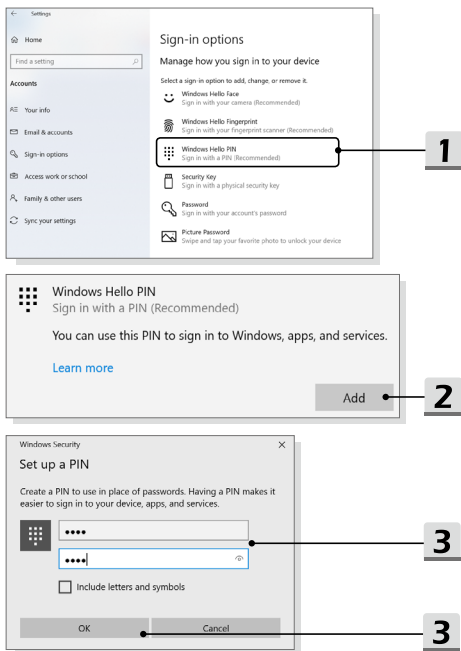 Settings
Home
Find a setting
Accounts
Your info
Email & accounts
Sign-in options
Access work or school
Family & other users
Sync your settings
Sign-in options
Manage how you sign in to your device
Select a sign-in option to add, change, or remove it.
Windows Hello Face
Sign in with your camera (Recommended)
Windows Hello Fingerprint
Sign in with your fingerprint scanner (Recommended)
Windows Hello PIN
Sign in with a PIN (Recommended)
Security Key
Sign in with a physical security key
Password
Sign in with your account's password
Picture Password
Swipe and tap your favorite photo to unlock your device
1
Windows Hello PIN
Sign in with a PIN (Recommended)
You can use this PIN to sign in to Windows, apps, and services.
Learn more
Add
2
Windows Security
Set up a PIN
Create a PIN to use in place of passwords. Having a PIN makes it
easier to sign in to your device, apps, and services.
••••
••••
3
Include letters and symbols
OK Cancel
3